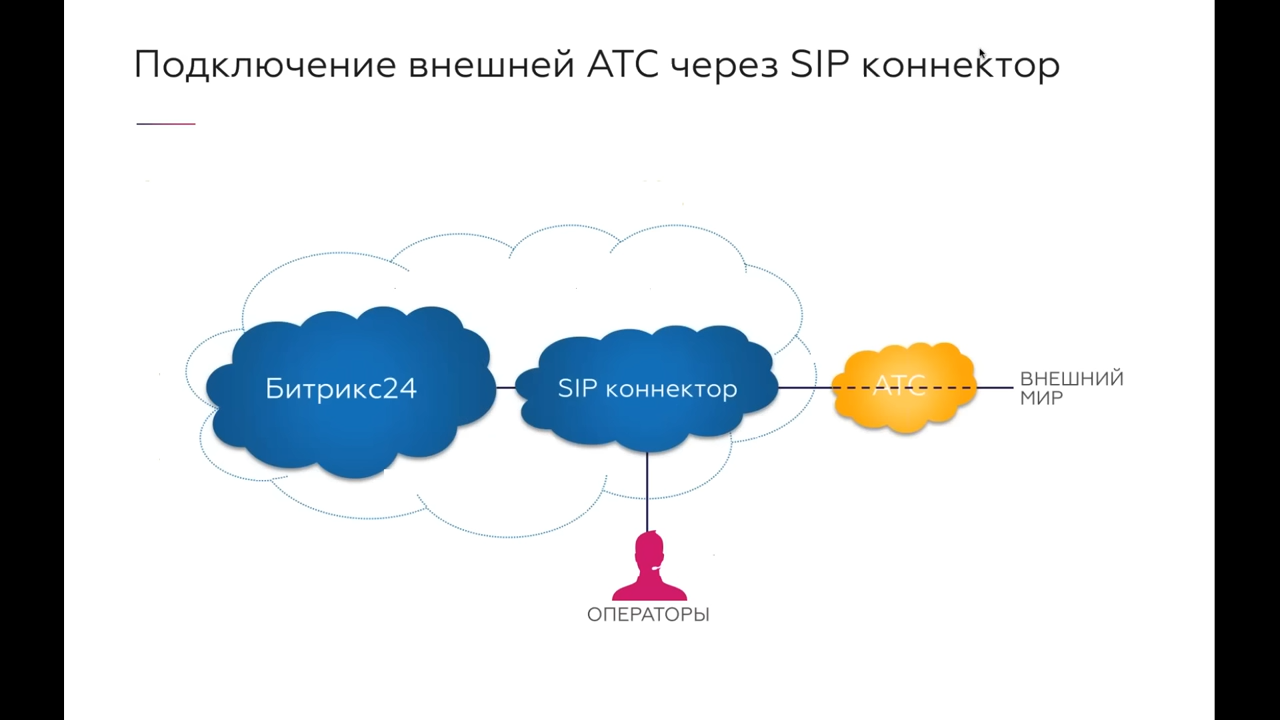 Подключение внешней АТС через SIP коннектор
Битрикс24
SIP коннектор
АТС
ВНЕШНИЙ
МИР
ОПЕРАТОРЫ